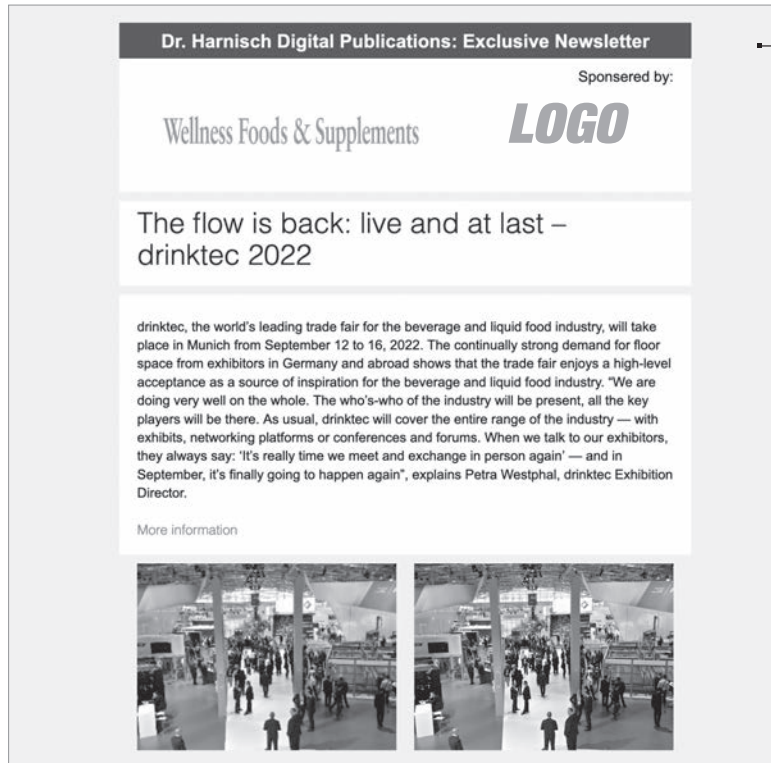 Dr. Harnisch Digital Publications: Exclusive Newsletter
Sponsered by:
Wellness Foods & Supplements
LOGO
The flow is back: live and at last –
drinktec 2022
drinktec, the world's leading trade fair for the beverage and liquid food industry, will take
place in Munich from September 12 to 16, 2022. The continually strong demand for floor
space from exhibitors in Germany and abroad shows that the trade fair enjoys a high-level
acceptance as a source of inspiration for the beverage and liquid food industry. "We are
doing very well on the whole. The who's-who of the industry will be present, all the key
players will be there. As usual, drinktec will cover the entire range of the industry — with
exhibits, networking platforms or conferences and forums. When we talk to our exhibitors,
they always say: 'It's really time we meet and exchange in person again' — and in
September, it's finally going to happen again", explains Petra Westphal, drinktec Exhibition
Director.
More information